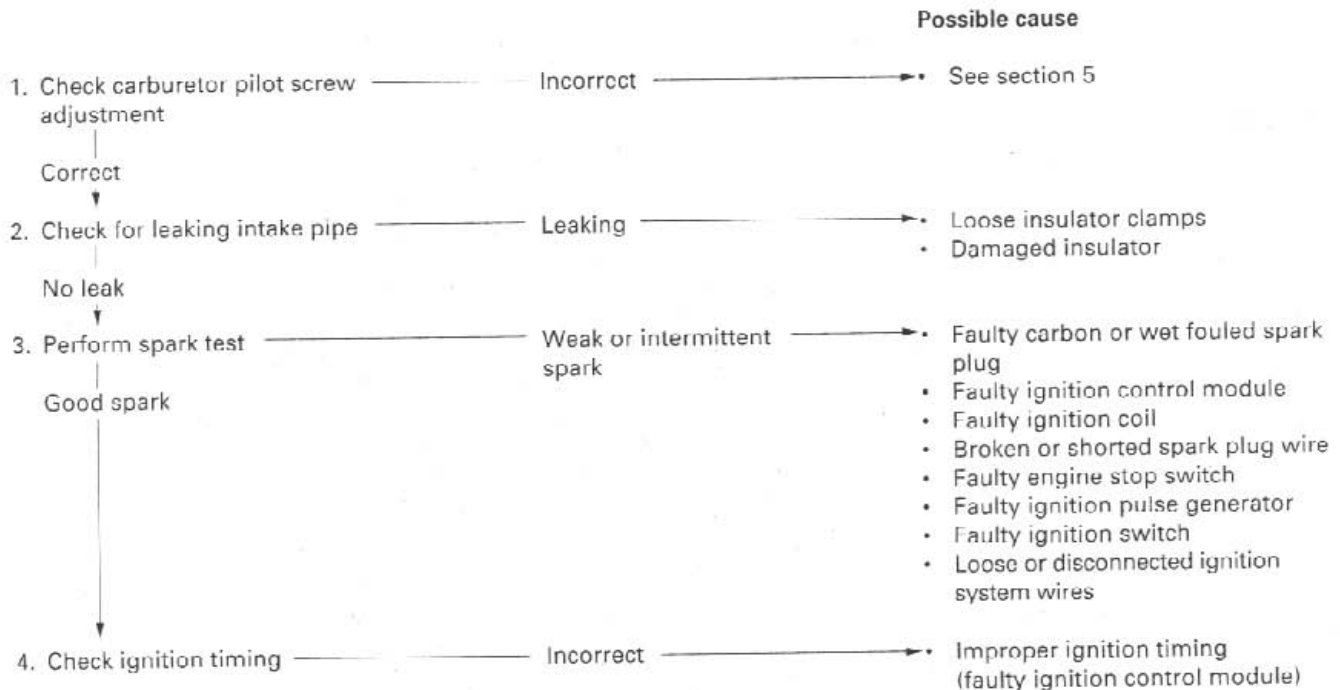 Possible cause
1. Check carburetor pilot screw Incorrect • See section 5
adjustment
Correct
2. Check for leaking intake pipe Leaking • Loose insulator clamps
• Damaged insulator
No leak
3. Perform spark test Weak or intermittent • Faulty carbon or wet fouled spark
spark plug
Good spark • Faulty ignition control module
• Faulty ignition coil
• Broken or shorted spark plug wire
• Faulty engine stop switch
• Faulty ignition pulse generator
• Faulty ignition switch
• Loose or disconnected ignition
system wires
4. Check ignition timing Incorrect • Improper ignition timing
(faulty ignition control module)